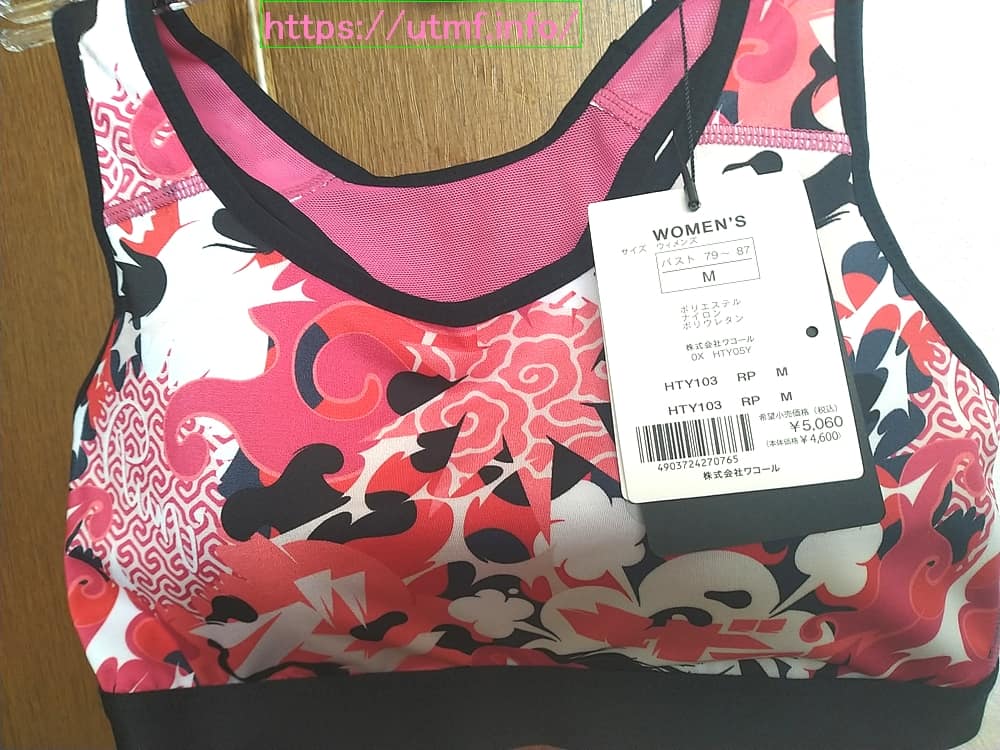 https://utmf.info/
WOMEN'S
サイズ ウィメンズ
バスト 79～ 87
M
ポリエステル
ナイロン
ポリウレタン
株式会社ワコール
0X HTY05Y
HTY103 RP M
HTY103 RP M
希望小売価格(税込)
¥5,060
(本体価格¥4,600)
4903724270765
株式会社ワコール